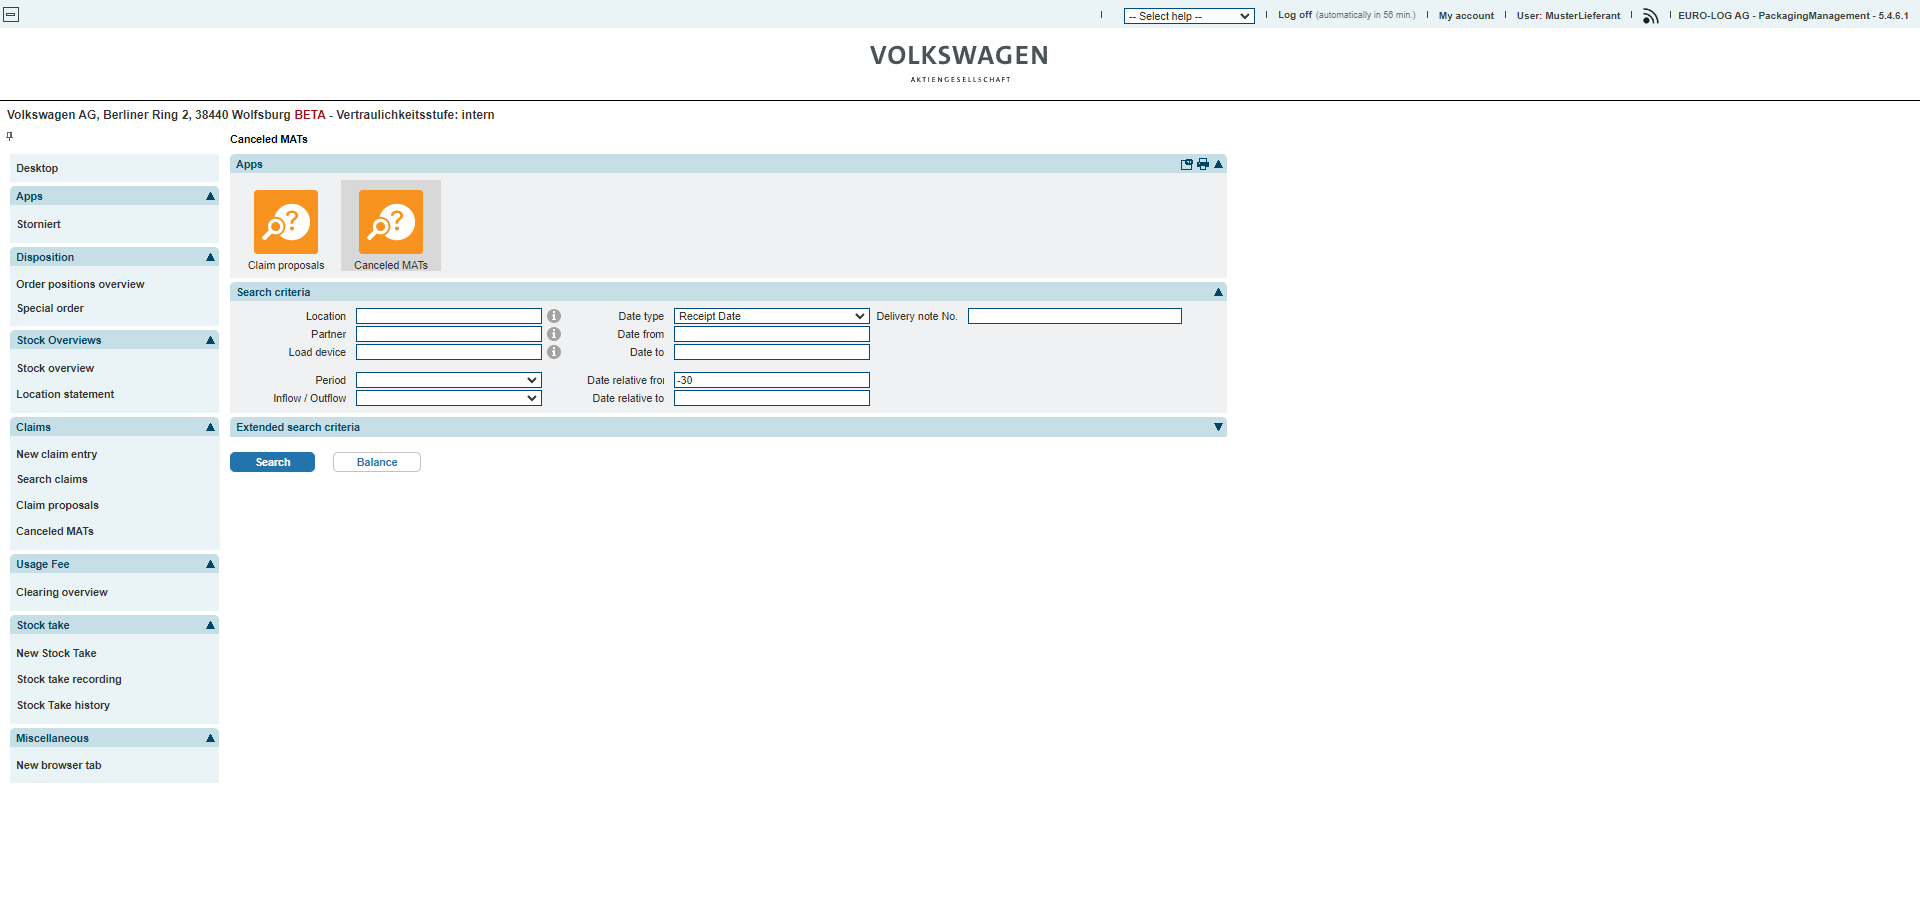 -- Select help --
Log off (automatically in 56 min.)
My account
User: MusterLieferant
EURO-LOG AG - PackagingManagement - 5.4.6.1
VOLKSWAGEN
AKTIENGESELLSCHAFT
Volkswagen AG, Berliner Ring 2, 38440 Wolfsburg BETA - Vertraulichkeitsstufe: intern
Desktop
Apps
Storniert
Disposition
Order positions overview
Special order
Stock Overviews
Stock overview
Location statement
Claims
New claim entry
Search claims
Claim proposals
Canceled MATs
Usage Fee
Clearing overview
Stock take
New Stock Take
Stock take recording
Stock Take history
Miscellaneous
New browser tab
Canceled MATs
Apps
Claim proposals
Canceled MATs
Search criteria
Location
Date type Receipt Date
Delivery note No.
Partner
Date from
Load device
Date to
Period
Date relative fro
-30
Inflow / Outflow
Date relative to
Extended search criteria
Search
Balance